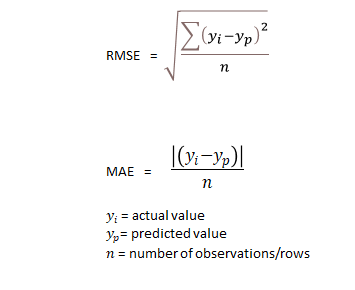 RMSE = √(∑(yᵢ−yₚ)²/n)
MAE = |(yᵢ−yₚ)|/n
yᵢ = actual value
yₚ= predicted value
n = number of observations/rows